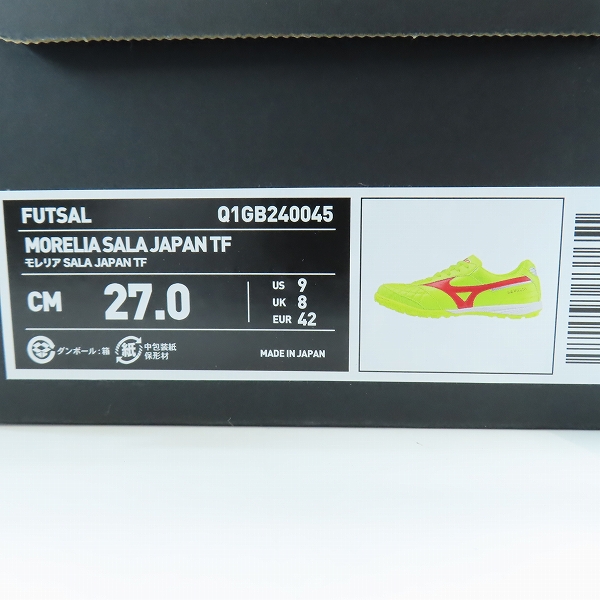 FUTSAL Q1GB240045
MORELIA SALA JAPAN TF
モレリア SALA JAPAN TF
CM 27.0
US 9
UK 8
EUR 42
ダンボール：箱
紙
中包装紙
保形材
MADE IN JAPAN